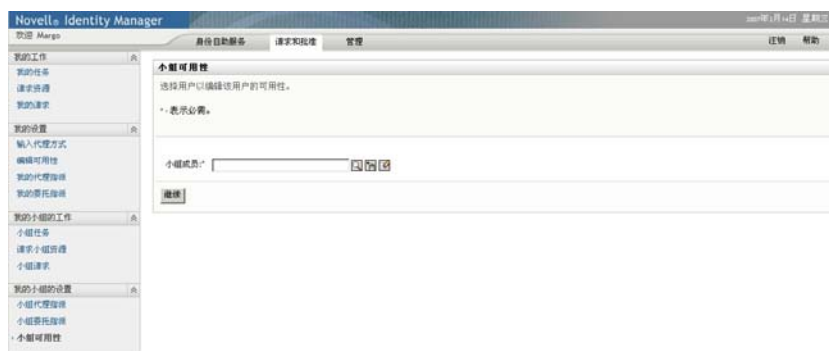 Novell® Identity Manager
欢迎 Margo
身份自助服务 请求和批准 管理 注销 帮助
我的工作
我的任务
请求资源
我的请求
我的设置
输入代理方式
编辑可用性
我的代理指派
我的委托指派
我的小组的工作
小组任务
请求小组资源
小组请求
我的小组的设置
小组代理指派
小组委托指派
小组可用性
小组可用性
选择用户以编辑该用户的可用性。
* - 表示必需。
小组成员:*
继续